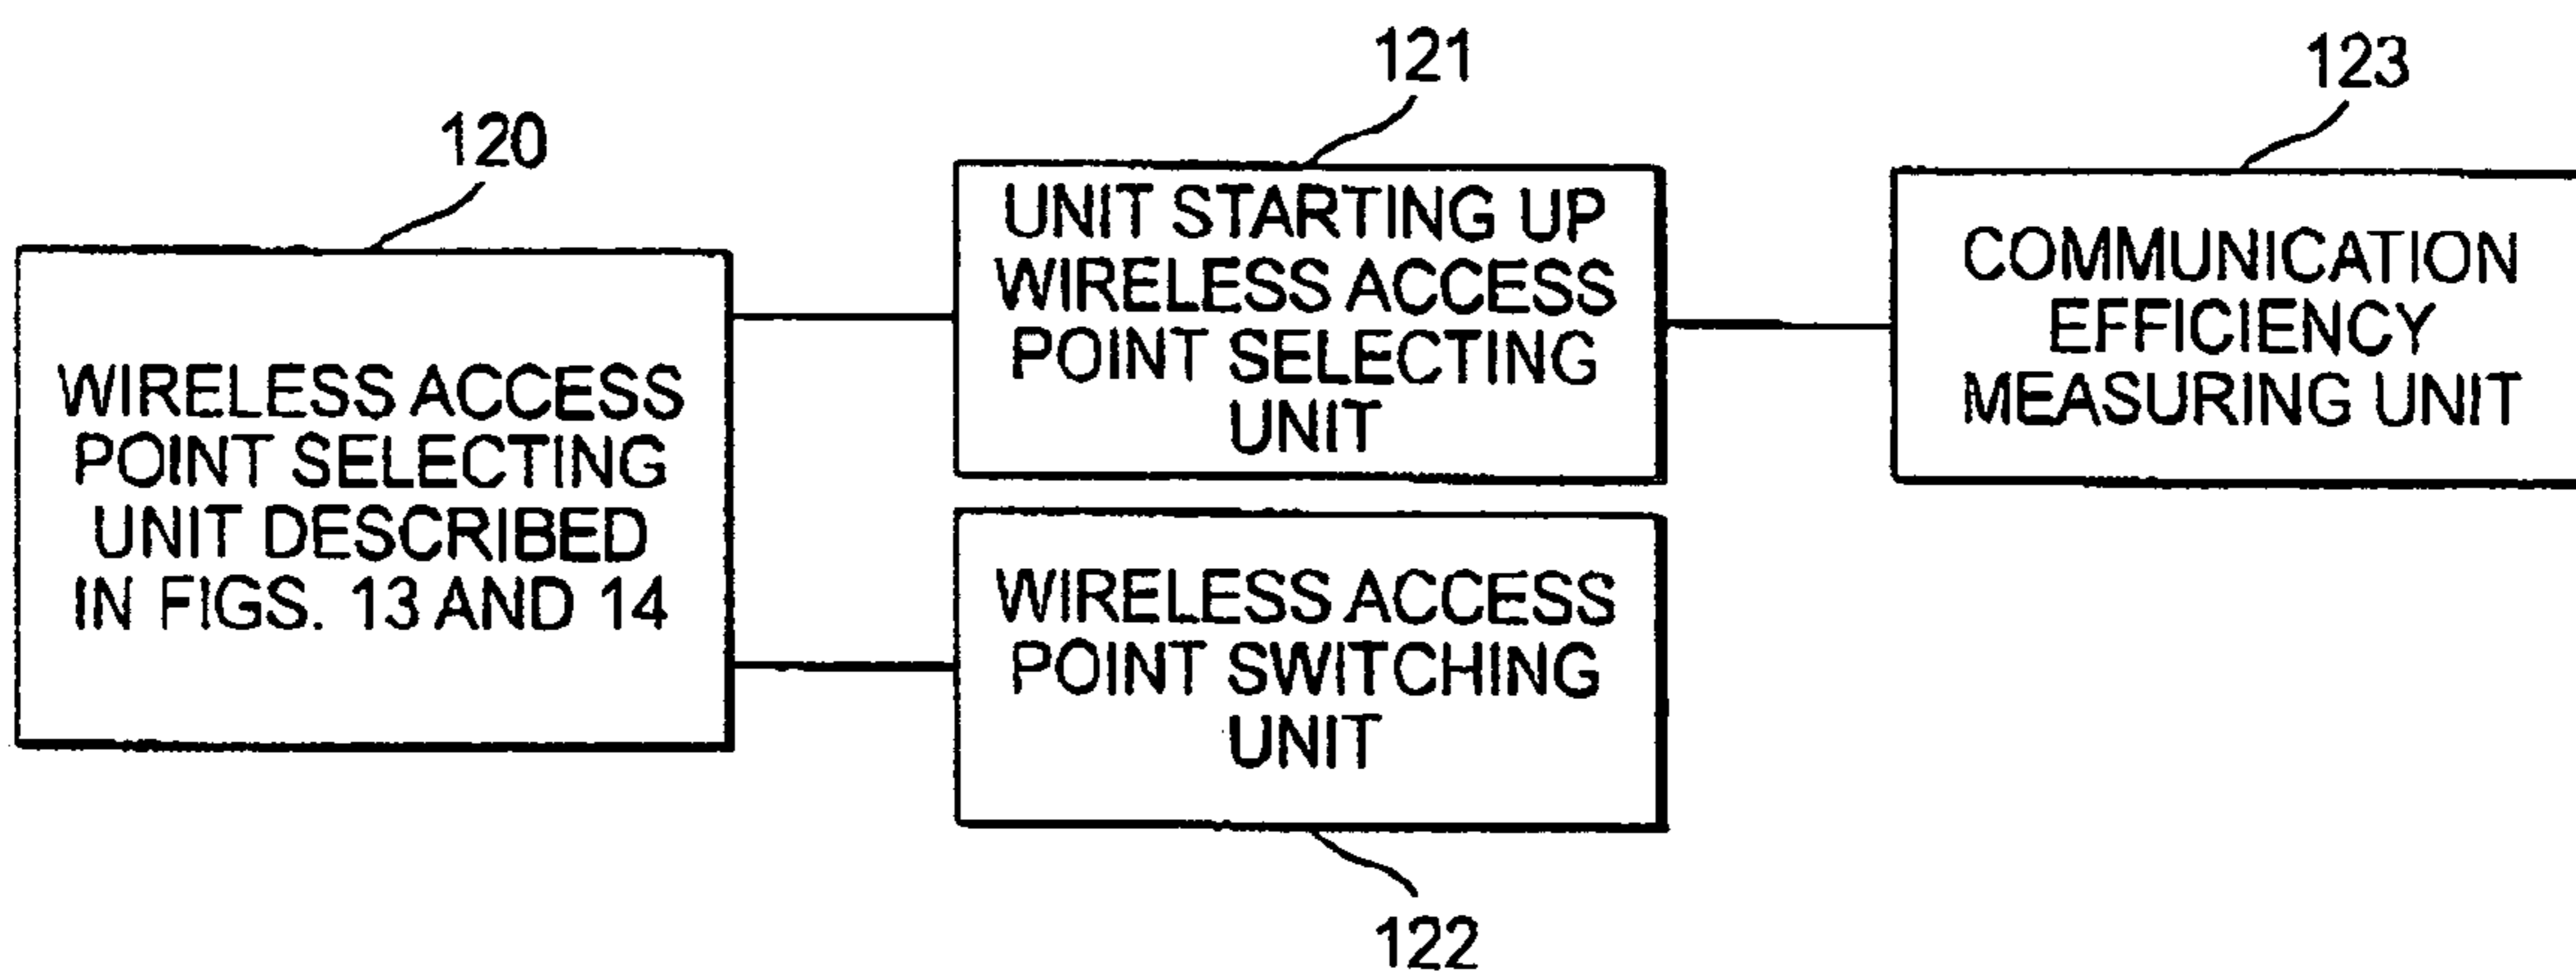 120
WIRELESS ACCESS
POINT SELECTING
UNIT DESCRIBED
IN FIGS. 13 AND 14
121
UNIT STARTING UP
WIRELESS ACCESS
POINT SELECTING
UNIT
WIRELESS ACCESS
POINT SWITCHING
UNIT
122
123
COMMUNICATION
EFFICIENCY
MEASURING UNIT